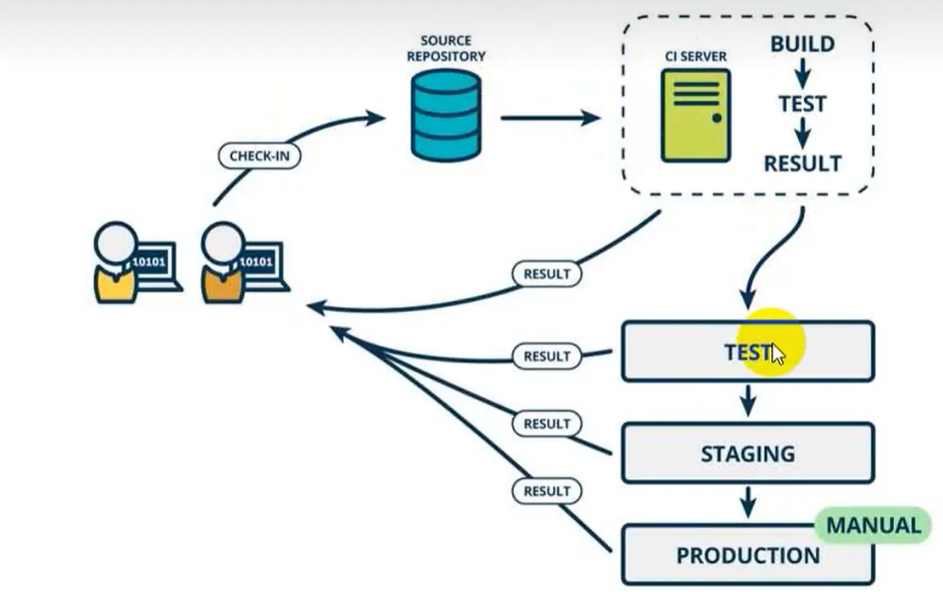 SOURCE
REPOSITORY
CI SERVER
BUILD
TEST
RESULT
CHECK-IN
10101
10101
RESULT
TEST
RESULT
RESULT
STAGING
RESULT
MANUAL
PRODUCTION